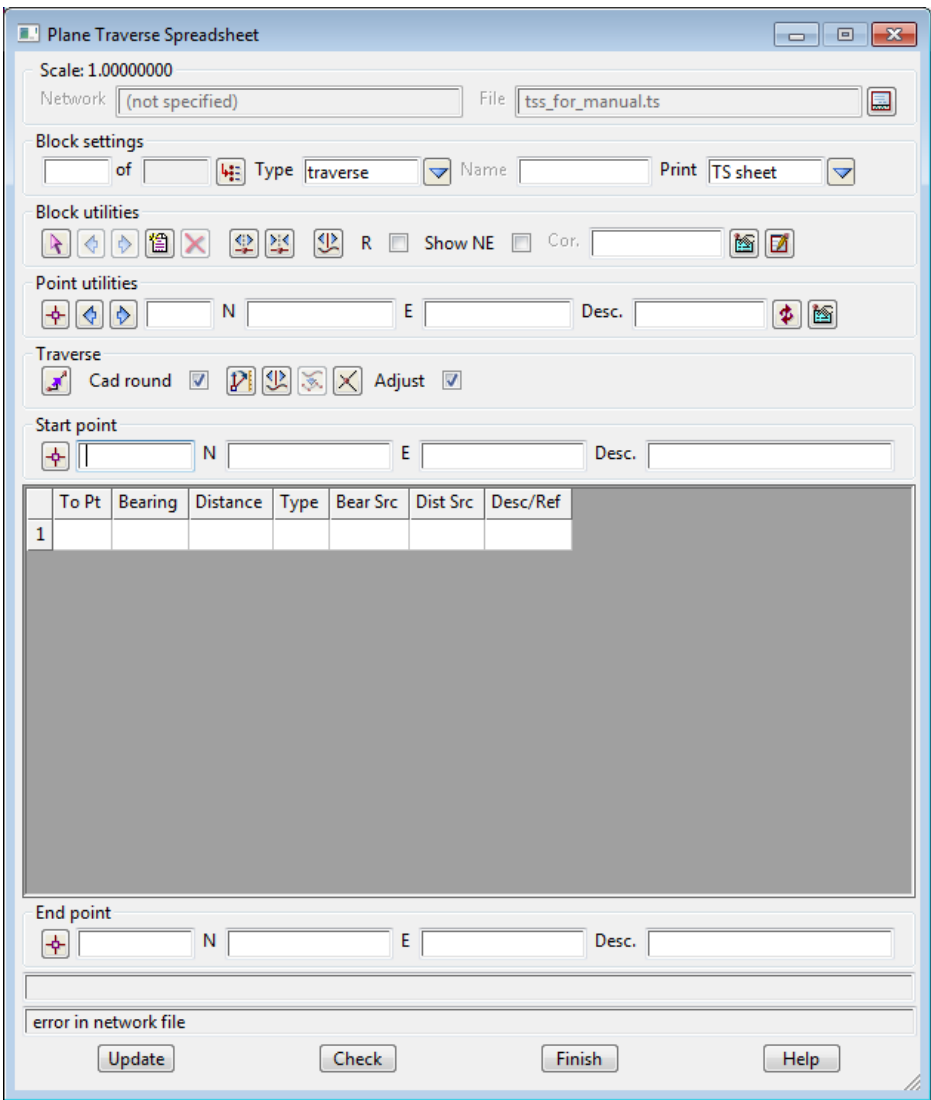 Plane Traverse Spreadsheet
Scale: 1.00000000
Network (not specified) File tss_for_manual.ts
Block settings
of Type traverse Name Print TS sheet
Block utilities
R Show NE Cor.
Point utilities
N E Desc.
Traverse
Cad round Adjust
Start point
N E Desc.
To Pt Bearing Distance Type Bear Src Dist Src Desc/Ref
1
End point
N E Desc.
error in network file
Update Check Finish Help